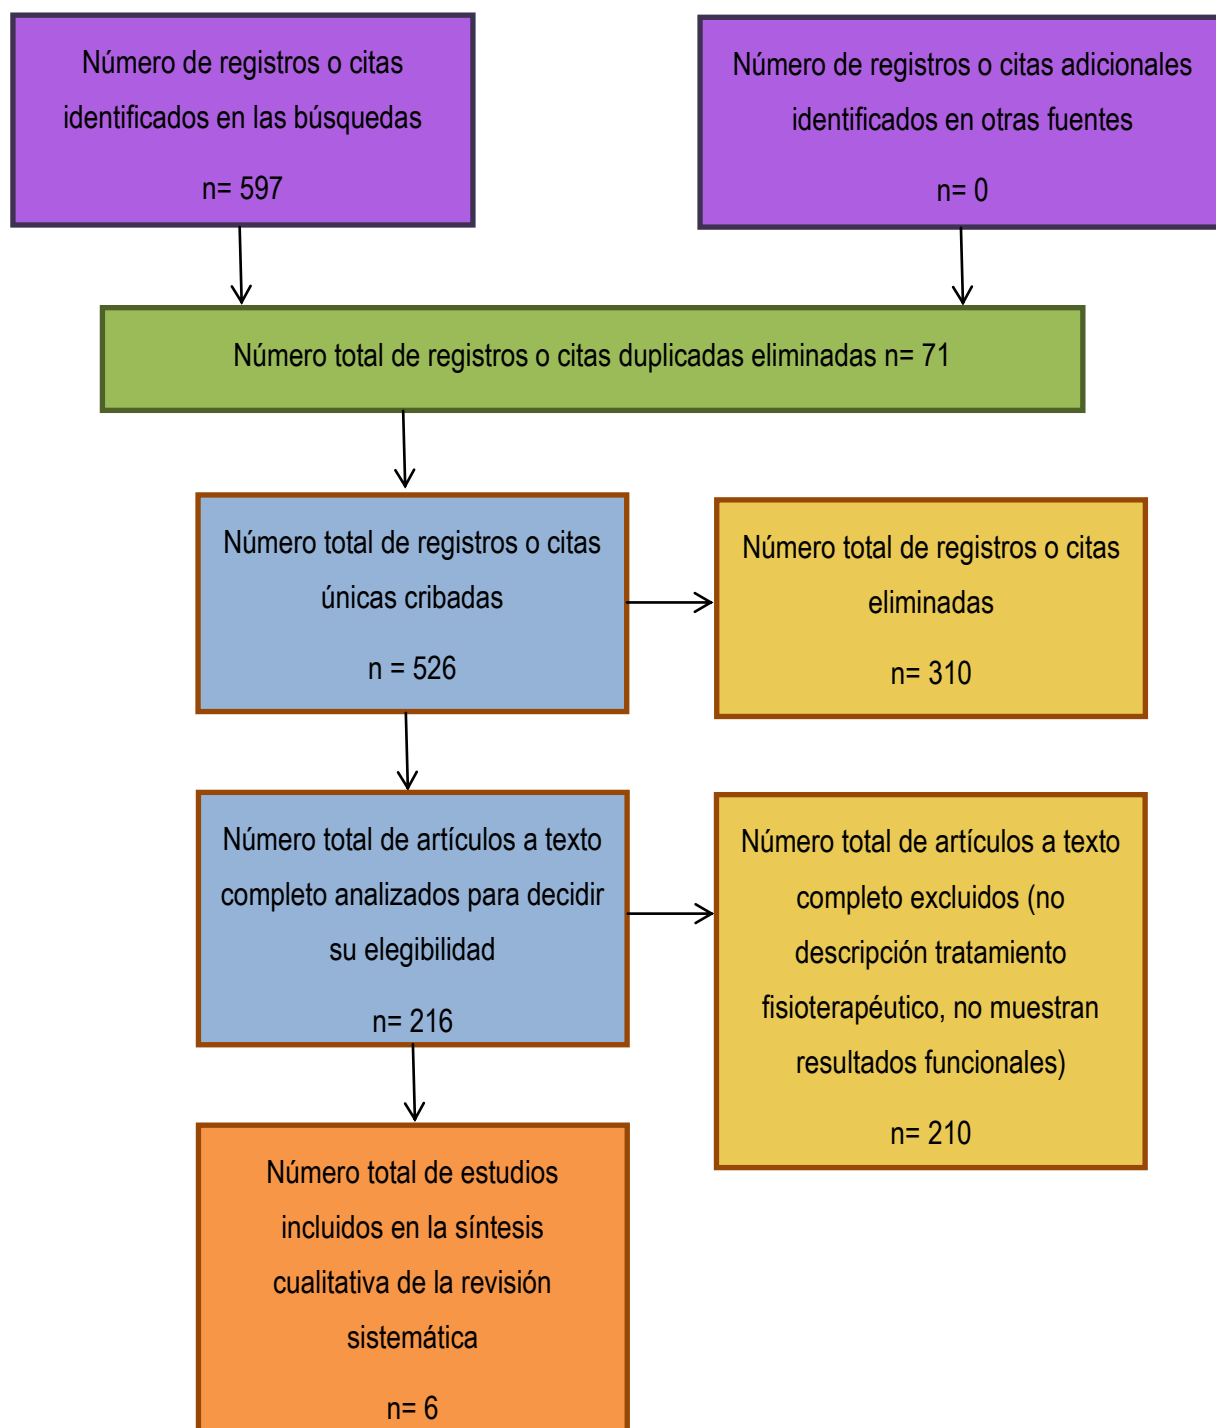 Número de registros o citas
identificados en las búsquedas
n= 597
Número de registros o citas adicionales
identificados en otras fuentes
n= 0
Número total de registros o citas duplicadas eliminadas n= 71
Número total de registros o citas
únicas cribadas
n = 526
Número total de registros o citas
eliminadas
n= 310
Número total de artículos a texto
completo analizados para decidir
su elegibilidad
n= 216
Número total de artículos a texto
completo excluidos (no
descripción tratamiento
fisioterapéutico, no muestran
resultados funcionales)
n= 210
Número total de estudios
incluidos en la síntesis
cualitativa de la revisión
sistemática
n= 6